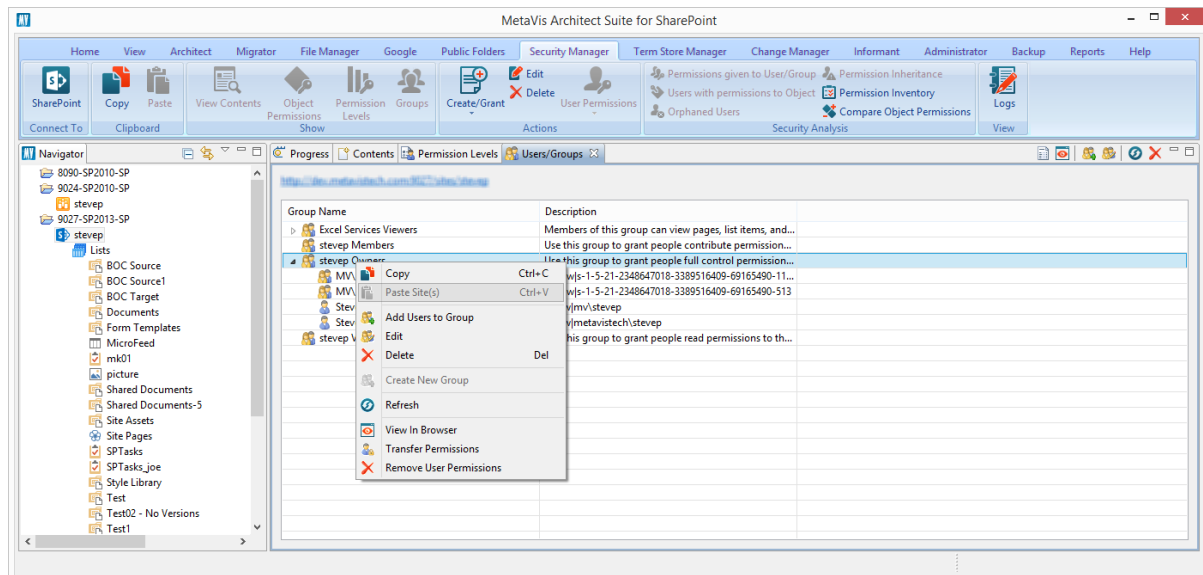 MetaVis Architect Suite for SharePoint
Home View Architect Migrator File Manager Google Public Folders Security Manager Term Store Manager Change Manager Informant Administrator Backup Reports Help
SharePoint Copy Paste View Contents Object Permissions Permission Levels Groups Create/Grant Edit Delete User Permissions
Permissions given to User/Group Permission Inheritance
Users with permissions to Object Permission Inventory
Orphaned Users Compare Object Permissions
Logs
Connect To Clipboard Show Actions Security Analysis View
Navigator
8090-SP2010-SP
9024-SP2010-SP
stevep
9027-SP2013-SP
stevep
Lists
BOC Source
BOC Source1
BOC Target
Documents
Form Templates
MicroFeed
mk01
picture
Shared Documents
Shared Documents-5
Site Assets
Site Pages
SPTasks
SPTasks_joe
Style Library
Test
Test02 - No Versions
Test1
Progress Contents Permission Levels Users/Groups
Group Name Description
Excel Services Viewers Members of this group can view pages, list items, and...
stevep Members Use this group to grant people contribute permission...
stevep Owners Use this group to grant people full control permission...
MV\ w|s-1-5-21-2348647018-3389516409-69165490-11...
MV\ w|s-1-5-21-2348647018-3389516409-69165490-513
Stev |mv\stevep
Stev |metavistech\stevep
stevep V his group to grant people read permissions to th...
Copy Ctrl+C
Paste Site(s) Ctrl+V
Add Users to Group
Edit
Delete Del
Create New Group
Refresh
View In Browser
Transfer Permissions
Remove User Permissions